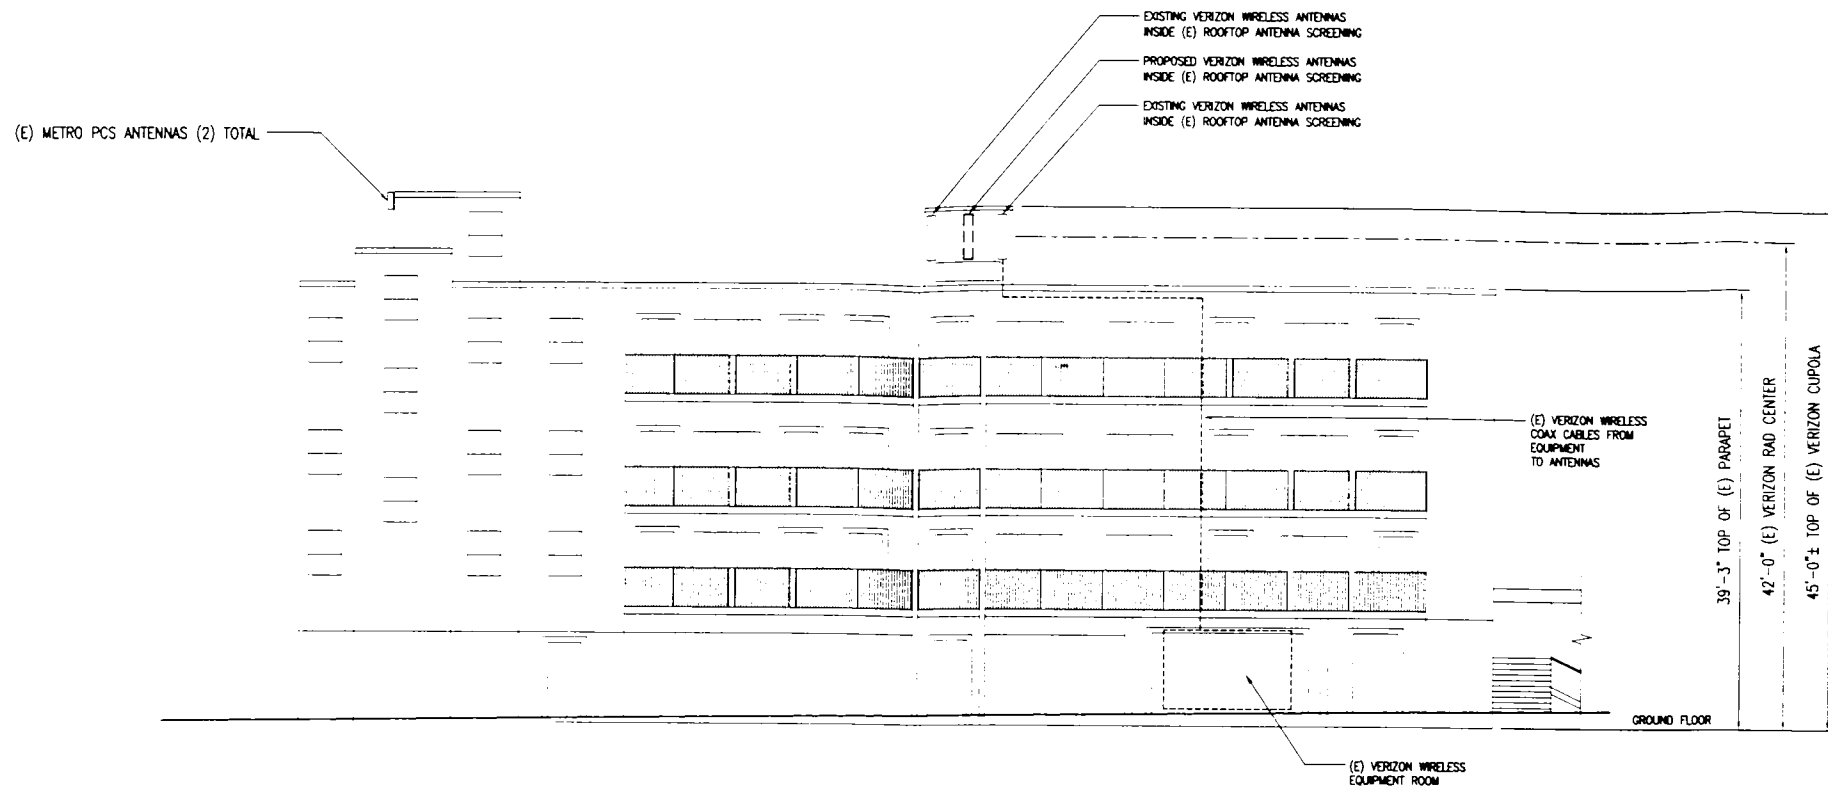 EXISTING VERIZON WIRELESS ANTENNAS
INSIDE (E) ROOFTOP ANTENNA SCREENING
PROPOSED VERIZON WIRELESS ANTENNAS
INSIDE (E) ROOFTOP ANTENNA SCREENING
EXISTING VERIZON WIRELESS ANTENNAS
INSIDE (E) ROOFTOP ANTENNA SCREENING
(E) METRO PCS ANTENNAS (2) TOTAL
(E) VERIZON WIRELESS
COAX CABLES FROM
EQUIPMENT
TO ANTENNAS
39'-3" TOP OF (E) PARAPET
42'-0" (E) VERIZON RAD CENTER
45'-0"± TOP OF (E) VERIZON CUPOLA
GROUND FLOOR
(E) VERIZON WIRELESS
EQUIPMENT ROOM